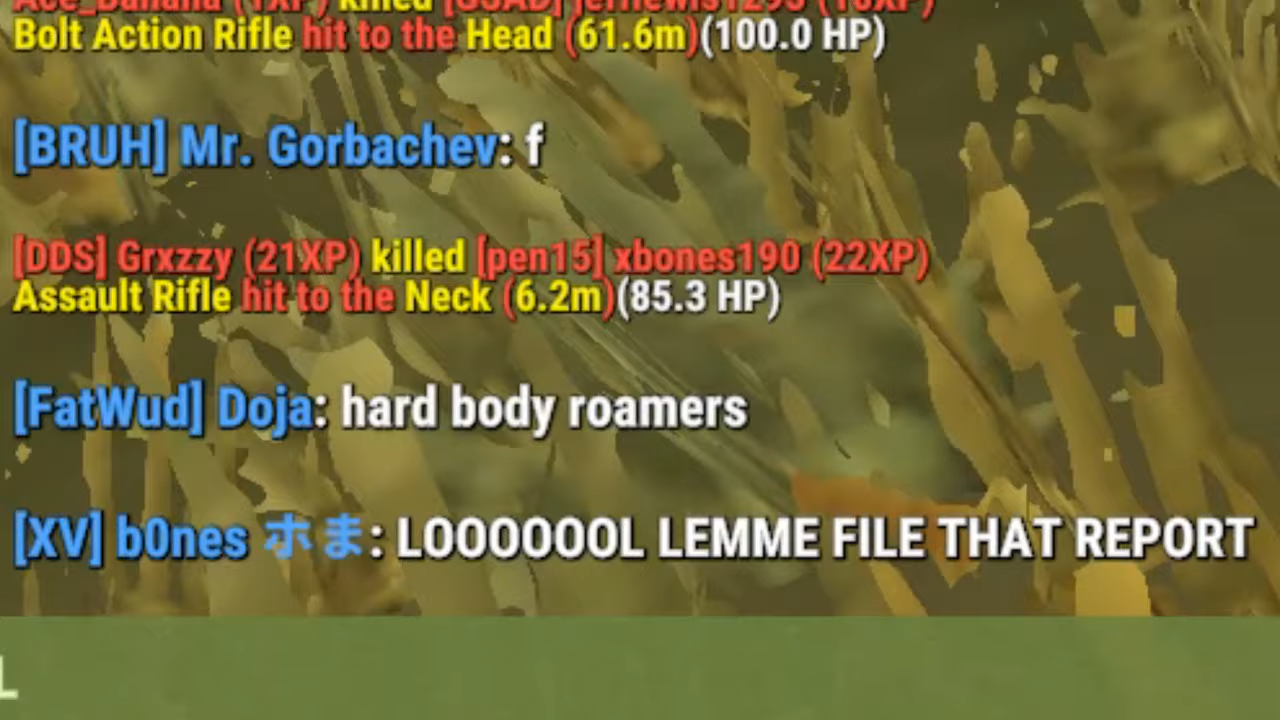 Bolt Action Rifle hit to the Head (61.6m)(100.0 HP)
[BRUH] Mr. Gorbachev: f
[DDS] Grxzzy (21XP) killed [pen15] xbones190 (22XP)
Assault Rifle hit to the Neck (6.2m)(85.3 HP)
[FatWud] Doja: hard body roamers
[XV] b0nes ホま: LOOOOOOL LEMME FILE THAT REPORT